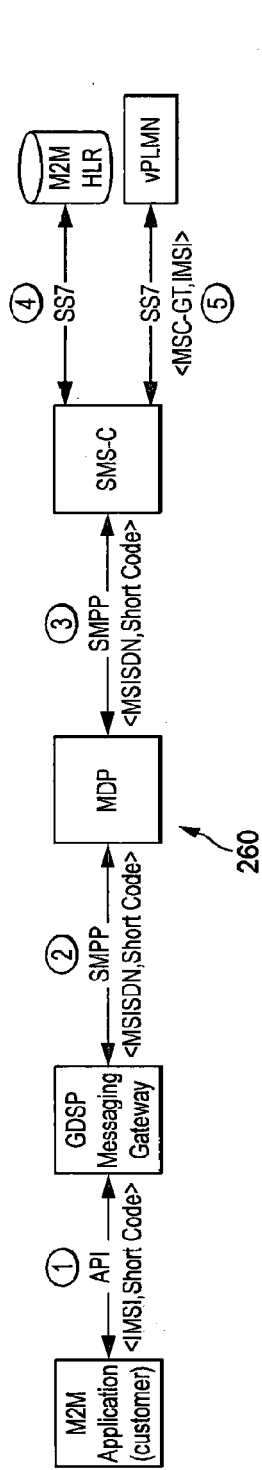 M2M
Application
(customer)
1
API
<IMSI,Short Code>
GDSP
Messaging
Gateway
2
SMPP
<MSISDN,Short Code>
MDP
3
SMPP
<MSISDN,Short Code>
SMS-C
4
SS7
M2M
HLR
SS7
<MSC-GT,IMSI>
5
vPLMN
260